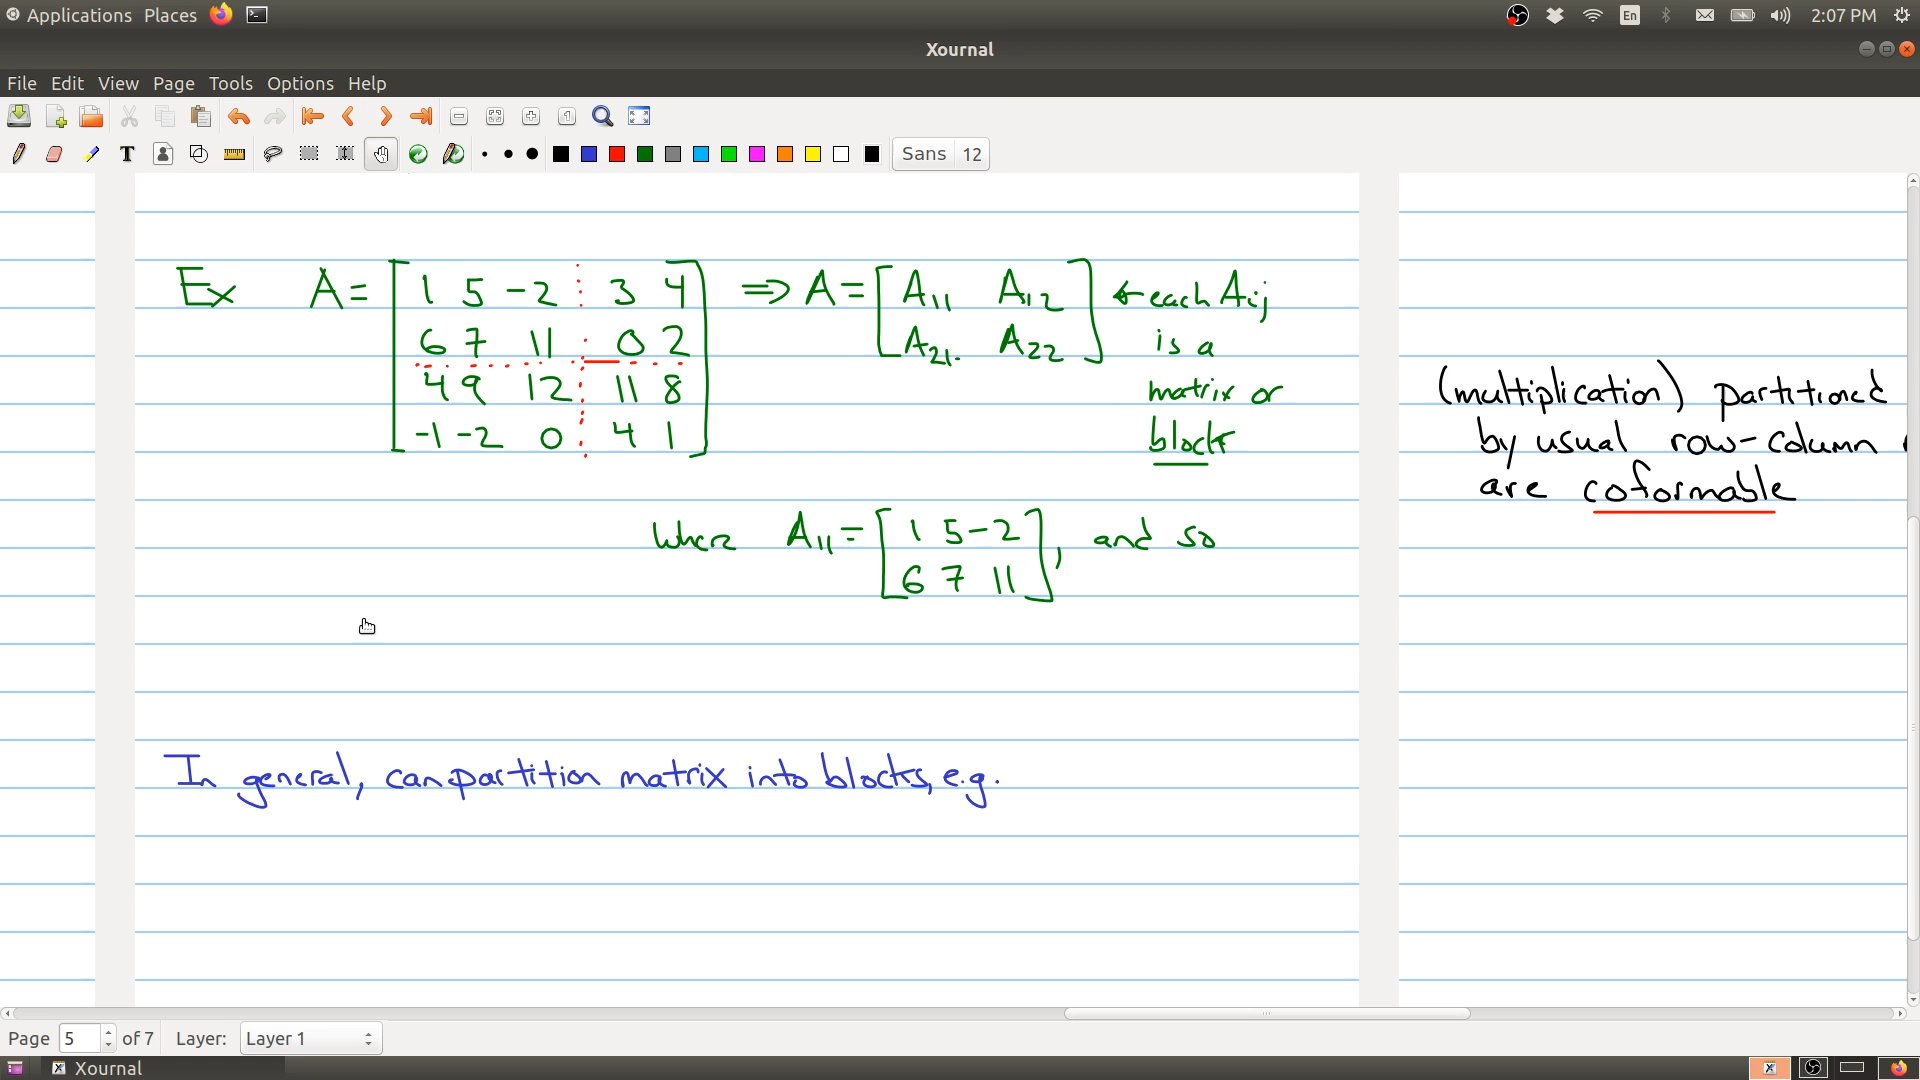 Applications Places En 2:07 PM
Xournal
File Edit View Page Tools Options Help
T Sans 12
Ex A = [ 1 5 -2 3 4 ⇒ A = [ A11 A12 ] ← each Aij
6 7 11 0 2 A21. A22 is a
4 9 12 11 8 matrix or
-1 -2 0 4 1 ] block
where A11 = [ 1 5 -2 ], and so
6 7 11
In general, can partition matrix into blocks, e.g.
(multiplication) partitioned
by usual row-column
are coformable
Page 5 of 7 Layer: Layer 1
Xournal